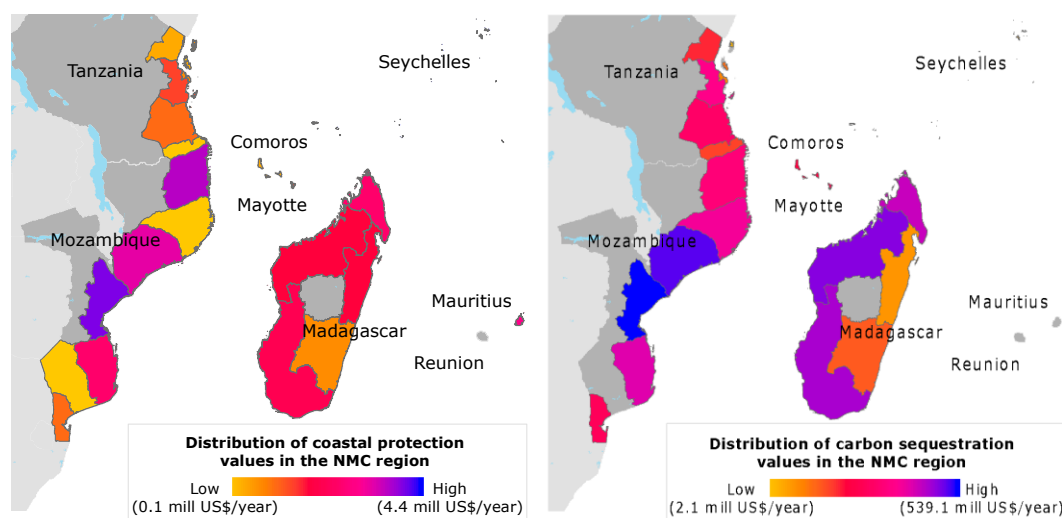 Tanzania
Seychelles
Comoros
Mayotte
Mozambique
Mauritius
Madagascar
Reunion
Distribution of coastal protection
values in the NMC region
Low
High
(0.1 mill US$/year)
(4.4 mill US$/year)
Tanzania
Seychelles
Comoros
Mayotte
Mozambique
Mauritius
Madagascar
Reunion
Distribution of carbon sequestration
values in the NMC region
Low
High
(2.1 mill US$/year)
(539.1 mill US$/year)